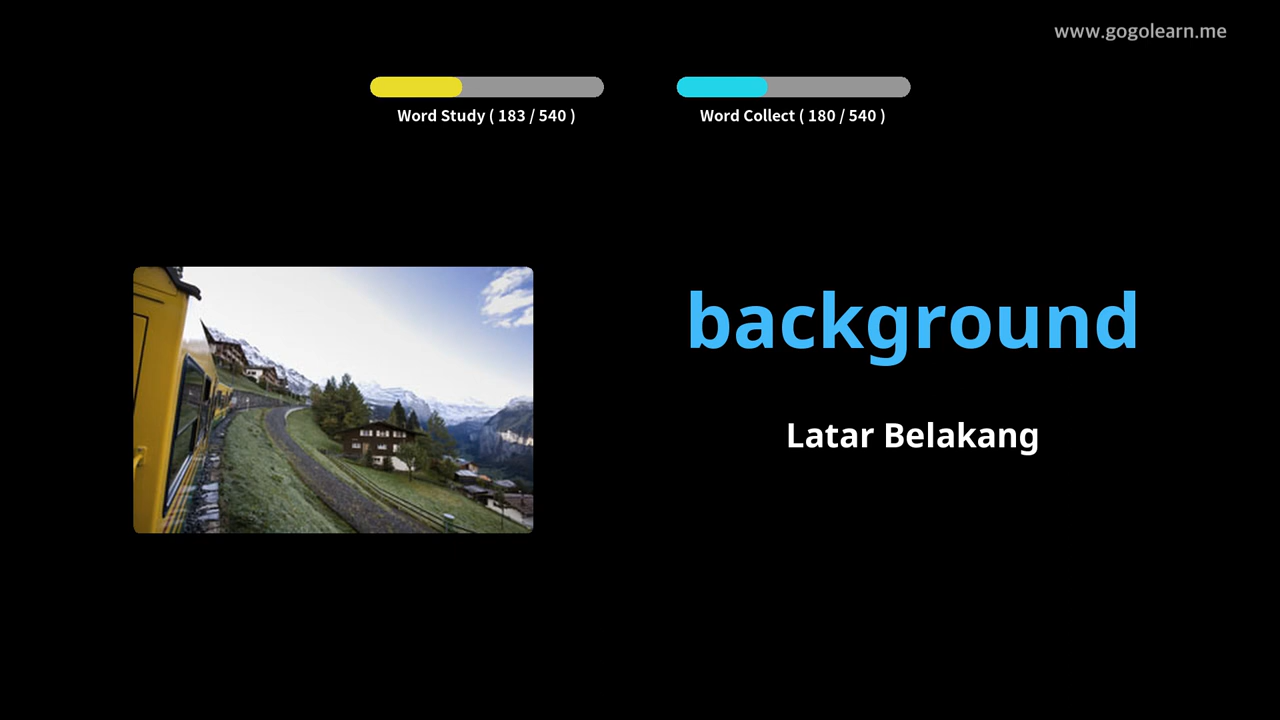 www.gogolearn.me
Word Study ( 183 / 540 )
Word Collect ( 180 / 540 )
background
Latar Belakang